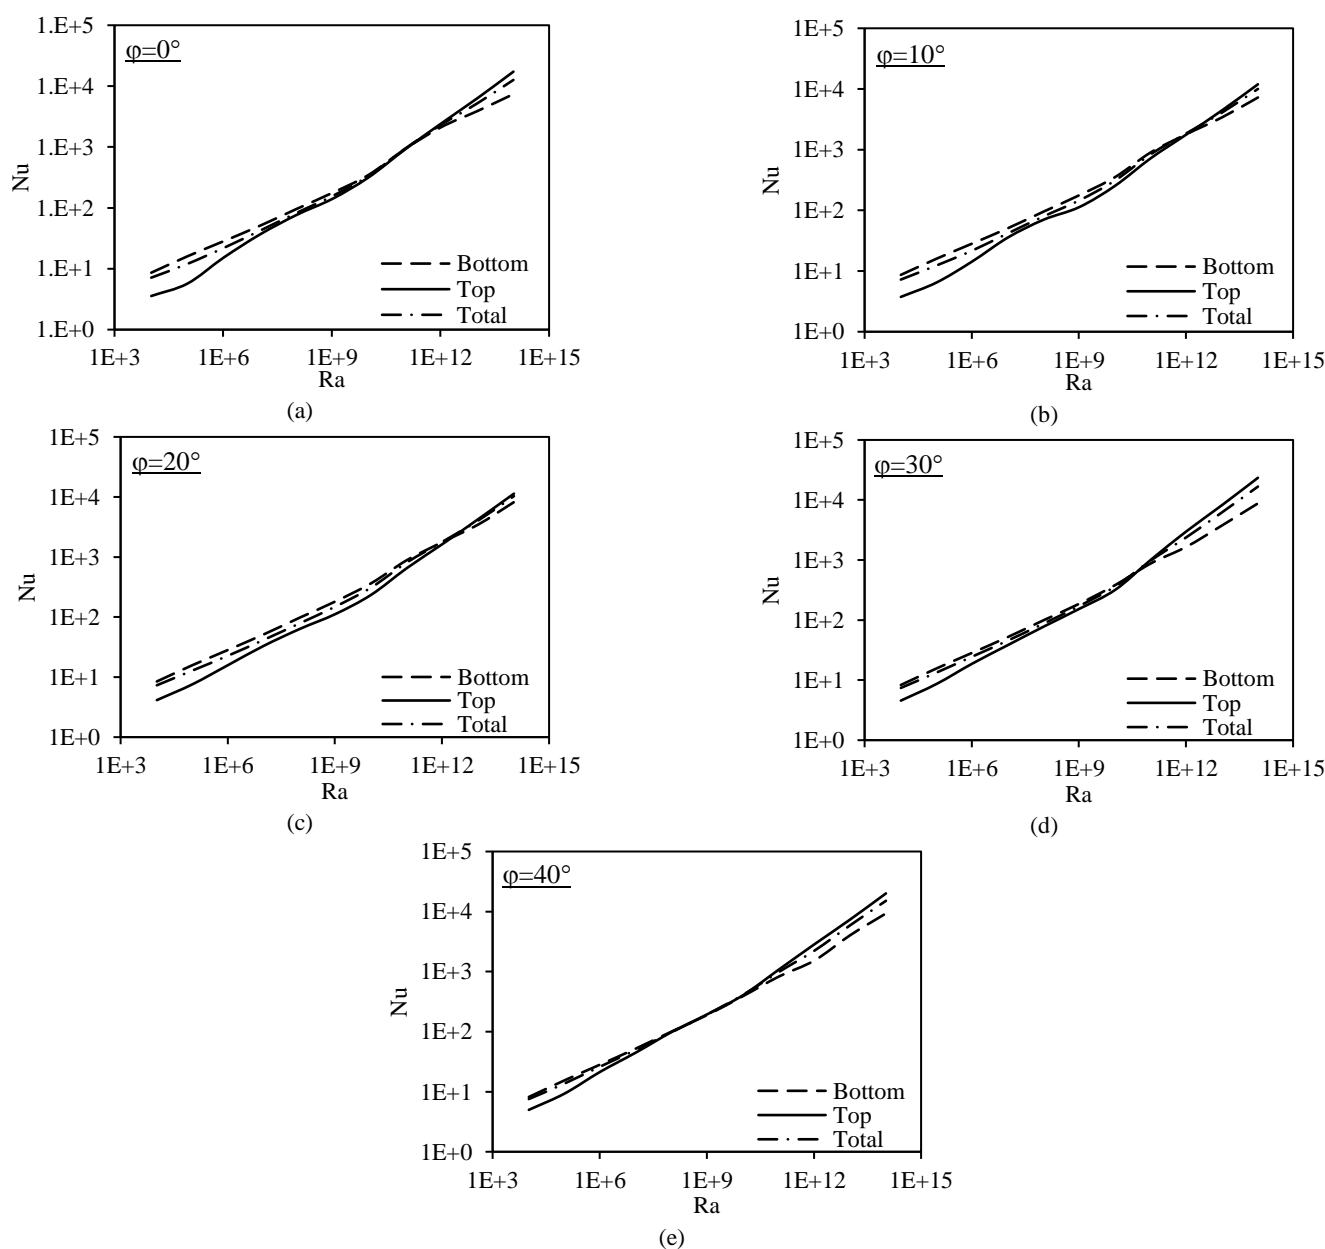 φ=0°
1.E+5
1.E+4
1.E+3
1.E+2
1.E+1
1.E+0
Nu
Bottom
Top
Total
1E+3 1E+6 1E+9 1E+12 1E+15
Ra
(a)
φ=10°
1E+5
1E+4
1E+3
1E+2
1E+1
1E+0
Nu
Bottom
Top
Total
1E+3 1E+6 1E+9 1E+12 1E+15
Ra
(b)
φ=20°
1E+5
1E+4
1E+3
1E+2
1E+1
1E+0
Nu
Bottom
Top
Total
1E+3 1E+6 1E+9 1E+12 1E+15
Ra
(c)
φ=30°
1E+5
1E+4
1E+3
1E+2
1E+1
1E+0
Nu
Bottom
Top
Total
1E+3 1E+6 1E+9 1E+12 1E+15
Ra
(d)
φ=40°
1E+5
1E+4
1E+3
1E+2
1E+1
1E+0
Nu
Bottom
Top
Total
1E+3 1E+6 1E+9 1E+12 1E+15
Ra
(e)